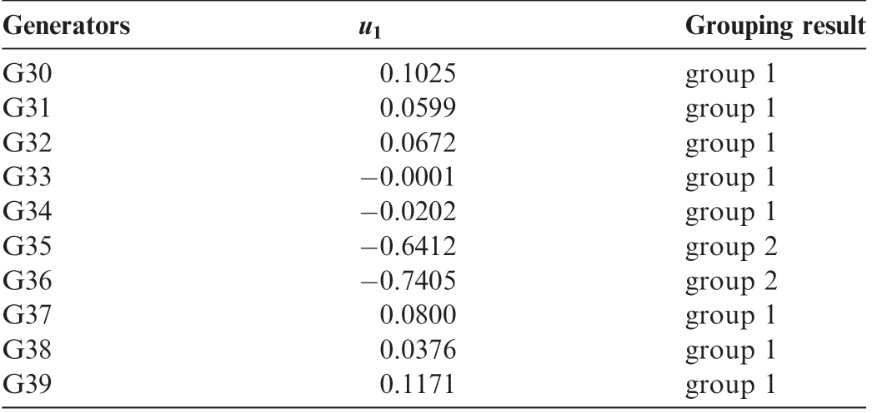 Generators u1 Grouping result
G30 0.1025 group 1
G31 0.0599 group 1
G32 0.0672 group 1
G33 −0.0001 group 1
G34 −0.0202 group 1
G35 −0.6412 group 2
G36 −0.7405 group 2
G37 0.0800 group 1
G38 0.0376 group 1
G39 0.1171 group 1